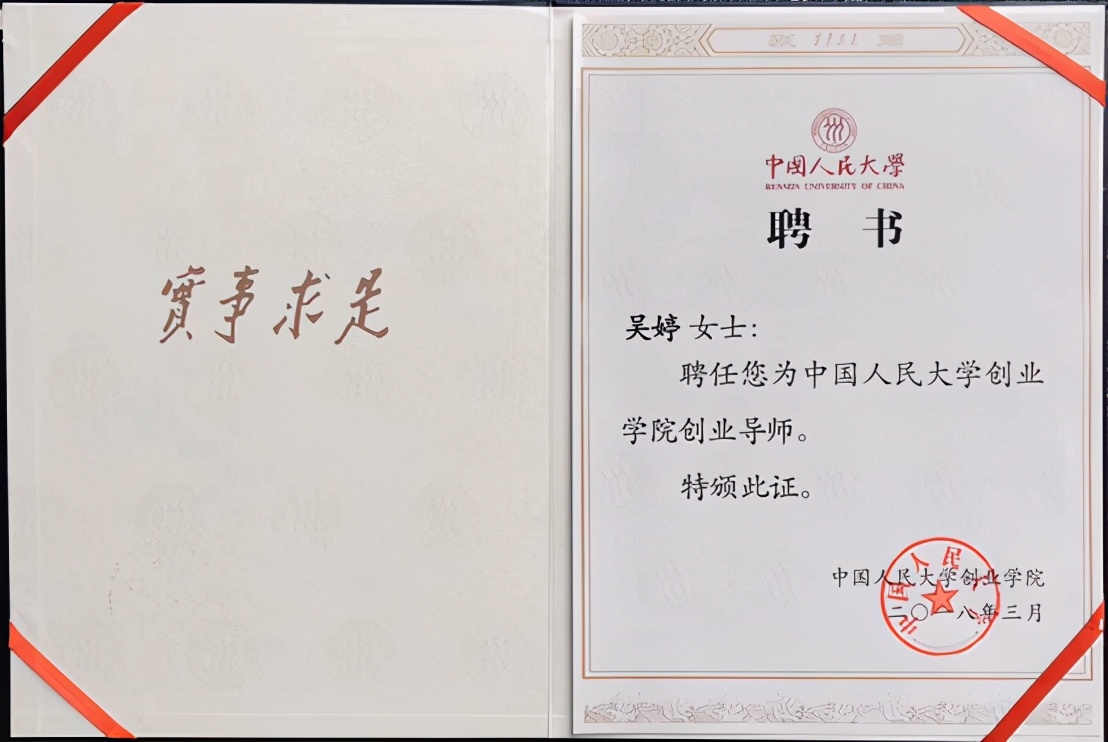 實事求是
中国人民大學
RENMIN UNIVERSITY OF CHINA
聘 书
吴婷 女士:
聘任您为中国人民大学创业
学院创业导师。
特颁此证。
中国人民大学创业学院
二〇一八年三月